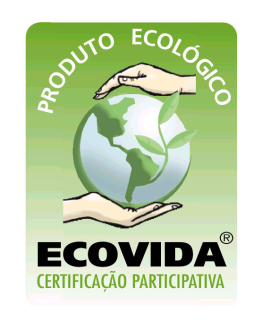 PRODUTO ECOLÓGICO
ECOVIDA®
CERTIFICAÇÃO PARTICIPATIVA